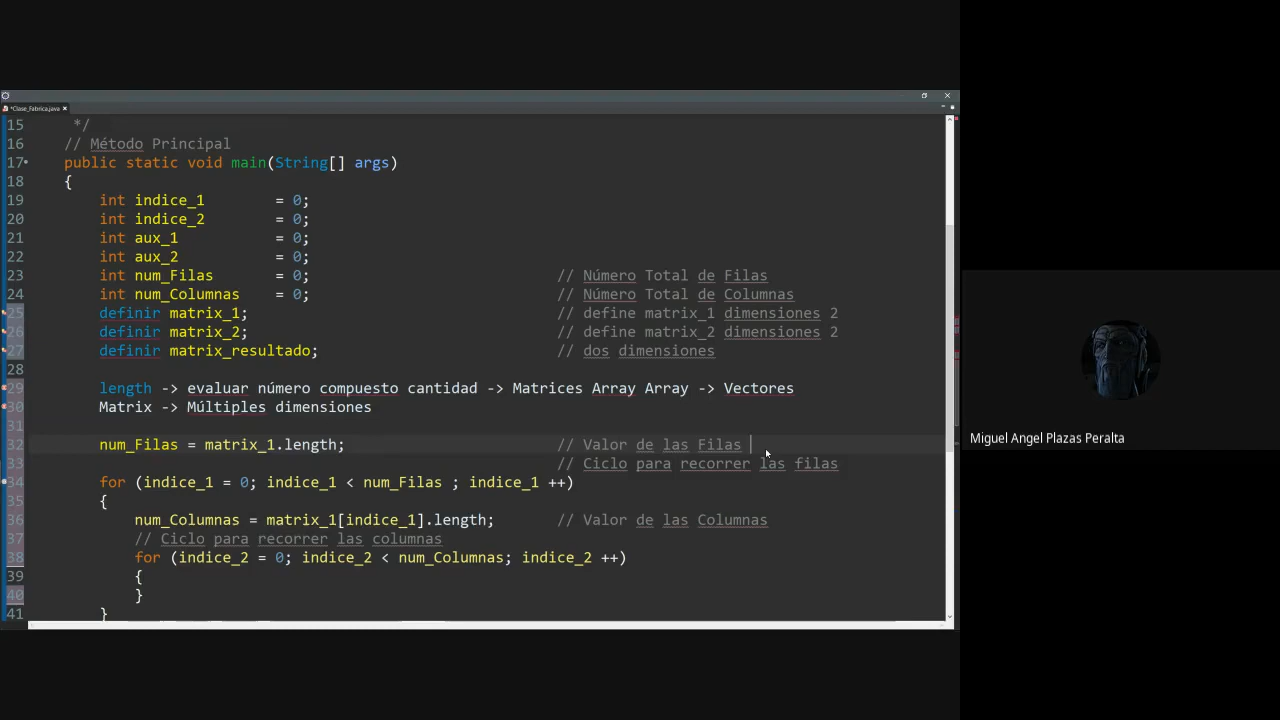 *Clase_Fabrica.java
15 */
16 // Método Principal
17 public static void main(String[] args)
18 {
19 int indice_1 = 0;
20 int indice_2 = 0;
21 int aux_1 = 0;
22 int aux_2 = 0;
23 int num_Filas = 0; // Número Total de Filas
24 int num_Columnas = 0; // Número Total de Columnas
25 definir matrix_1; // define matrix_1 dimensiones 2
26 definir matrix_2; // define matrix_2 dimensiones 2
27 definir matrix_resultado; // dos dimensiones
28
29 length -> evaluar número compuesto cantidad -> Matrices Array Array -> Vectores
30 Matrix -> Múltiples dimensiones
31
32 num_Filas = matrix_1.length; // Valor de las Filas
33 // Ciclo para recorrer las filas
34 for (indice_1 = 0; indice_1 < num_Filas ; indice_1 ++)
35 {
36 num_Columnas = matrix_1[indice_1].length; // Valor de las Columnas
37 // Ciclo para recorrer las columnas
38 for (indice_2 = 0; indice_2 < num_Columnas; indice_2 ++)
39 {
40 }
41 }
Miguel Angel Plazas Peralta